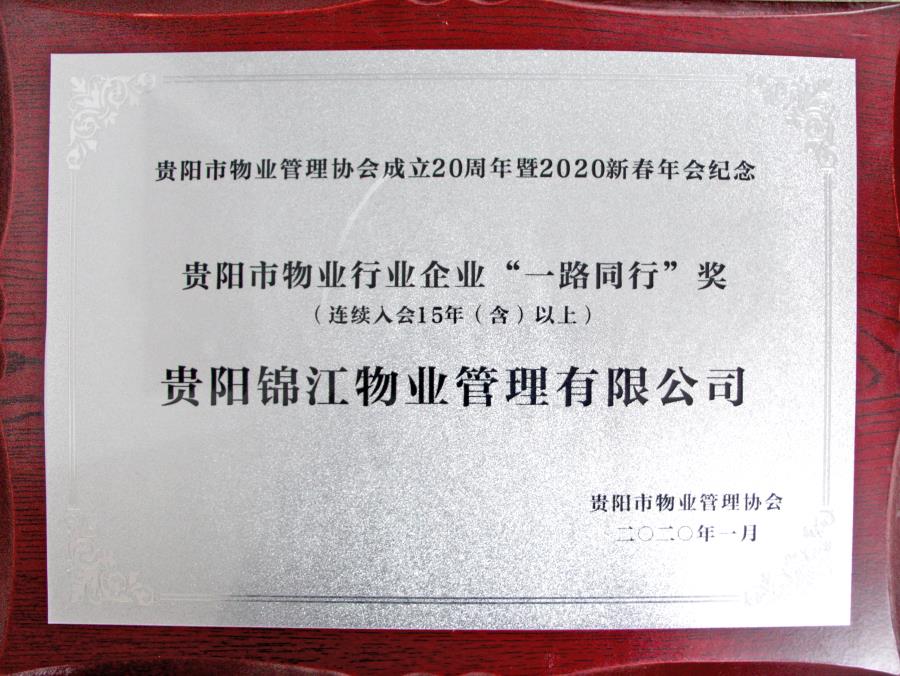 贵阳市物业管理协会成立20周年暨2020新春年会纪念
贵阳市物业行业企业“一路同行”奖
（连续入会15年（含）以上）
贵阳锦江物业管理有限公司
贵阳市物业管理协会
二〇二〇年一月